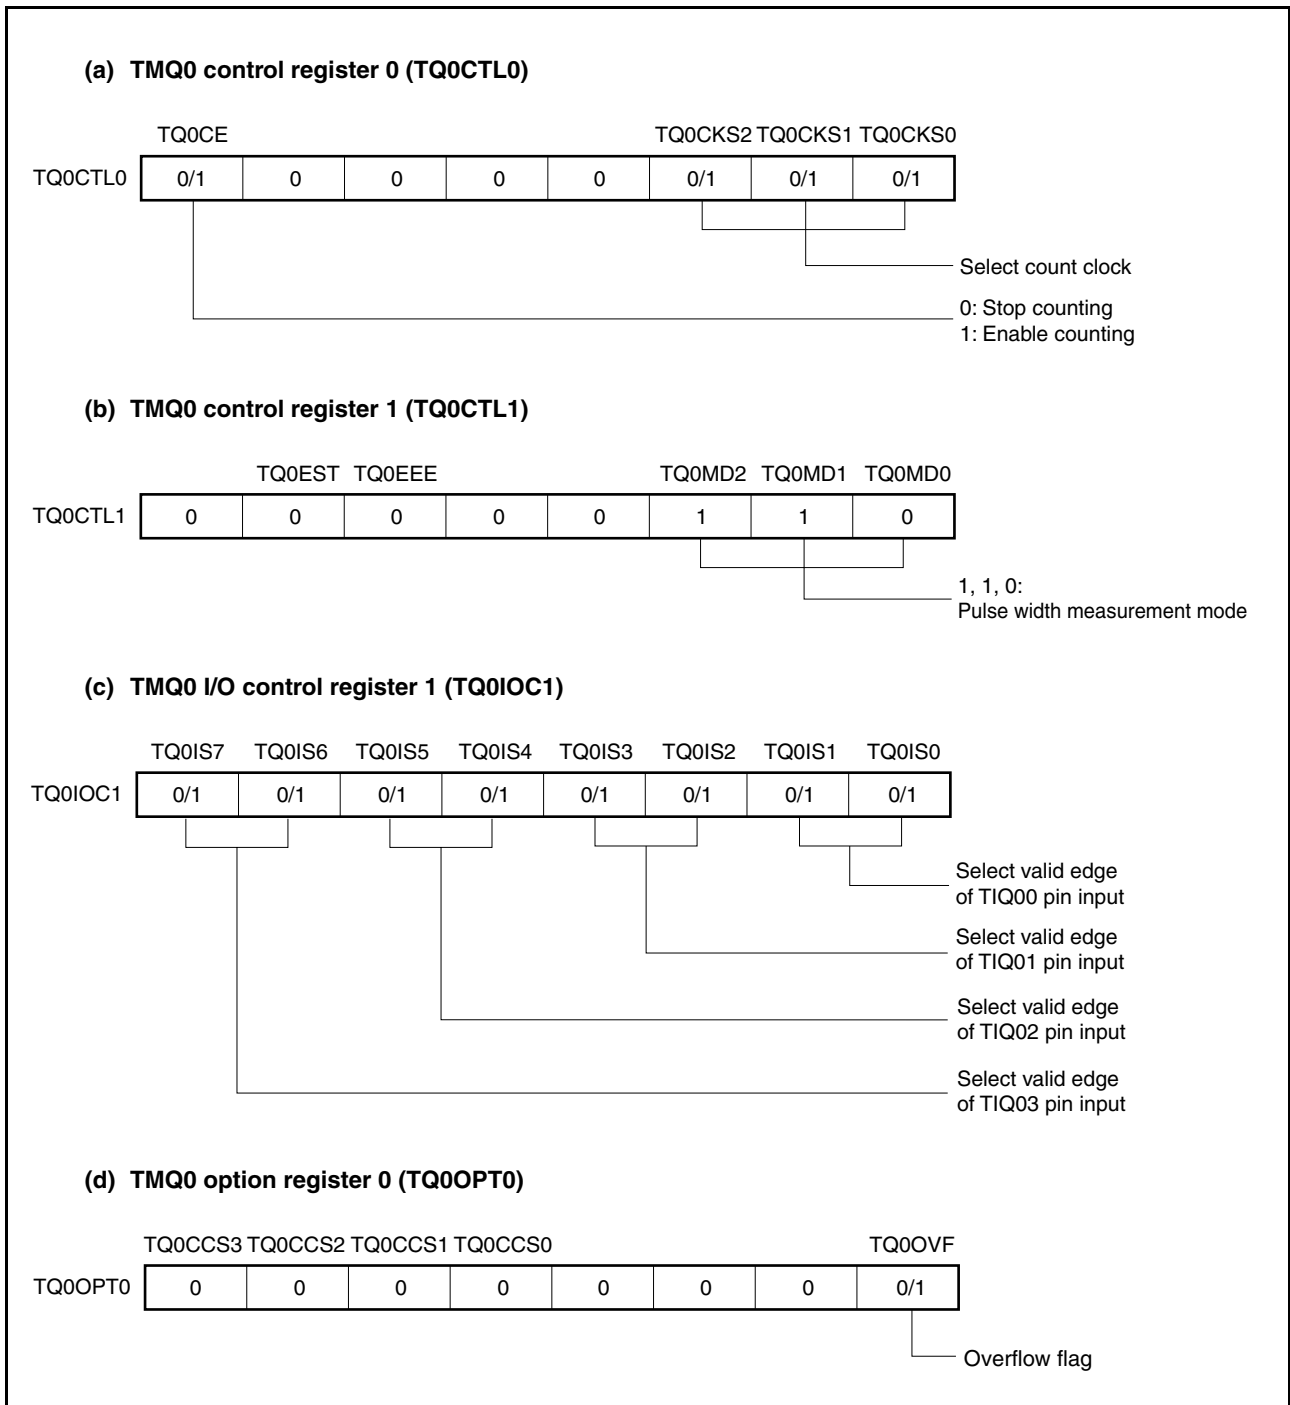 (a) TMQ0 control register 0 (TQ0CTL0)
TQ0CE TQ0CKS2 TQ0CKS1 TQ0CKS0
TQ0CTL0 0/1 0 0 0 0 0/1 0/1 0/1
Select count clock
0: Stop counting
1: Enable counting
(b) TMQ0 control register 1 (TQ0CTL1)
TQ0EST TQ0EEE TQ0MD2 TQ0MD1 TQ0MD0
TQ0CTL1 0 0 0 0 0 1 1 0
1, 1, 0:
Pulse width measurement mode
(c) TMQ0 I/O control register 1 (TQ0IOC1)
TQ0IS7 TQ0IS6 TQ0IS5 TQ0IS4 TQ0IS3 TQ0IS2 TQ0IS1 TQ0IS0
TQ0IOC1 0/1 0/1 0/1 0/1 0/1 0/1 0/1 0/1
Select valid edge
of TIQ00 pin input
Select valid edge
of TIQ01 pin input
Select valid edge
of TIQ02 pin input
Select valid edge
of TIQ03 pin input
(d) TMQ0 option register 0 (TQ0OPT0)
TQ0CCS3 TQ0CCS2 TQ0CCS1 TQ0CCS0 TQ0OVF
TQ0OPT0 0 0 0 0 0 0 0 0/1
Overflow flag